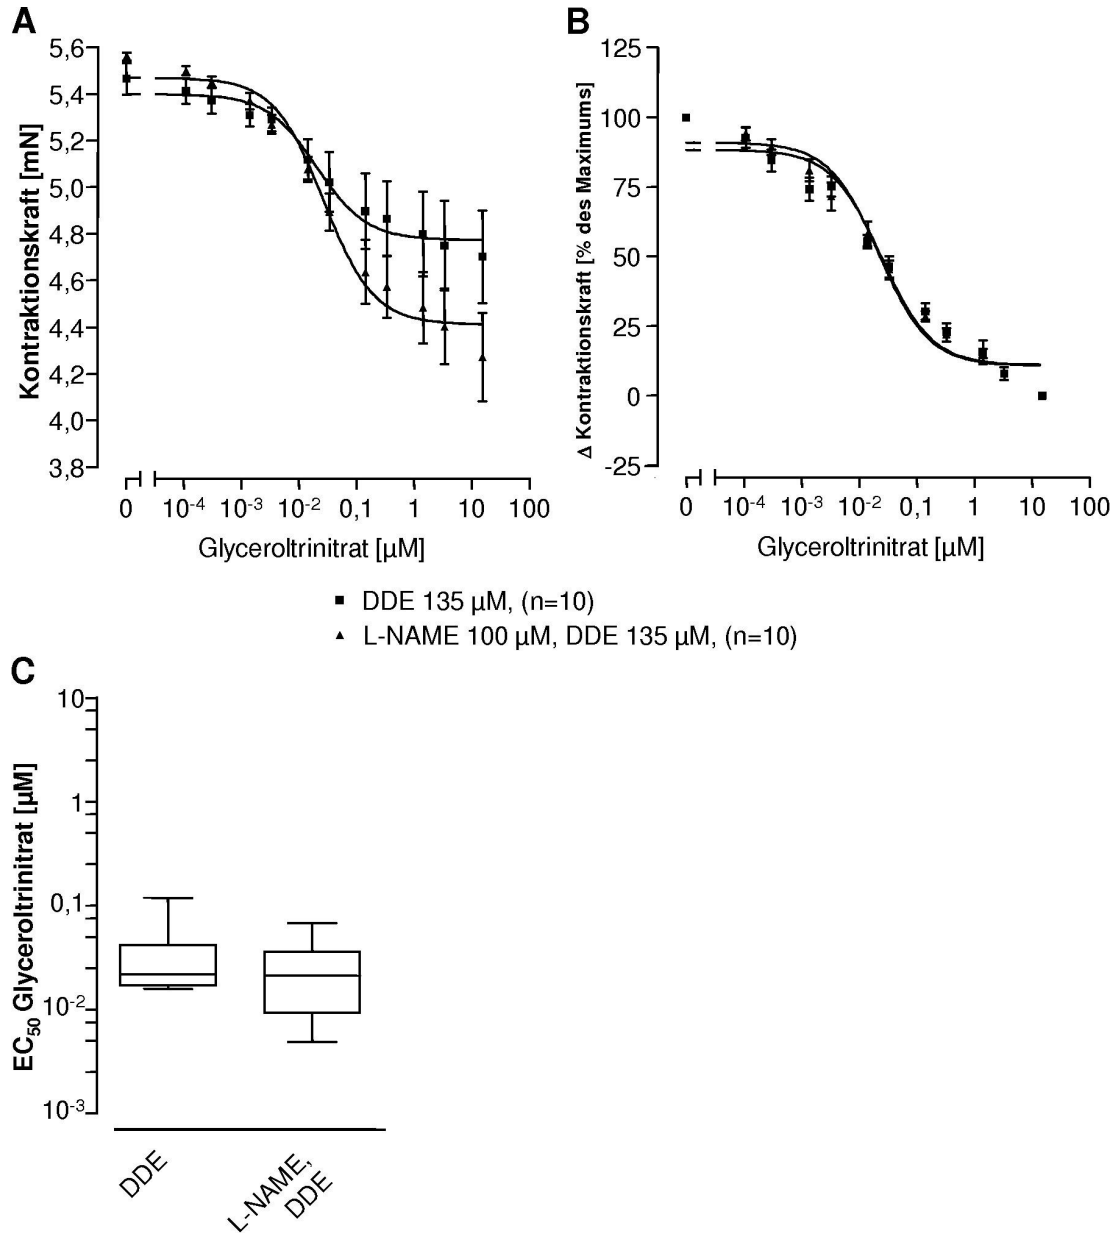 A
Kontraktionskraft [mN]
5,6
5,4
5,2
5,0
4,8
4,6
4,4
4,2
4,0
3,8
0 10⁻⁴ 10⁻³ 10⁻² 0,1 1 10 100
Glyceroltrinitrat [µM]
B
Δ Kontraktionskraft [% des Maximums]
125
100
75
50
25
0
-25
0 10⁻⁴ 10⁻³ 10⁻² 0,1 1 10 100
Glyceroltrinitrat [µM]
DDE 135 µM, (n=10)
L-NAME 100 µM, DDE 135 µM, (n=10)
C
EC₅₀ Glyceroltrinitrat [µM]
10
1
0,1
10⁻²
10⁻³
DDE
L-NAME,
DDE